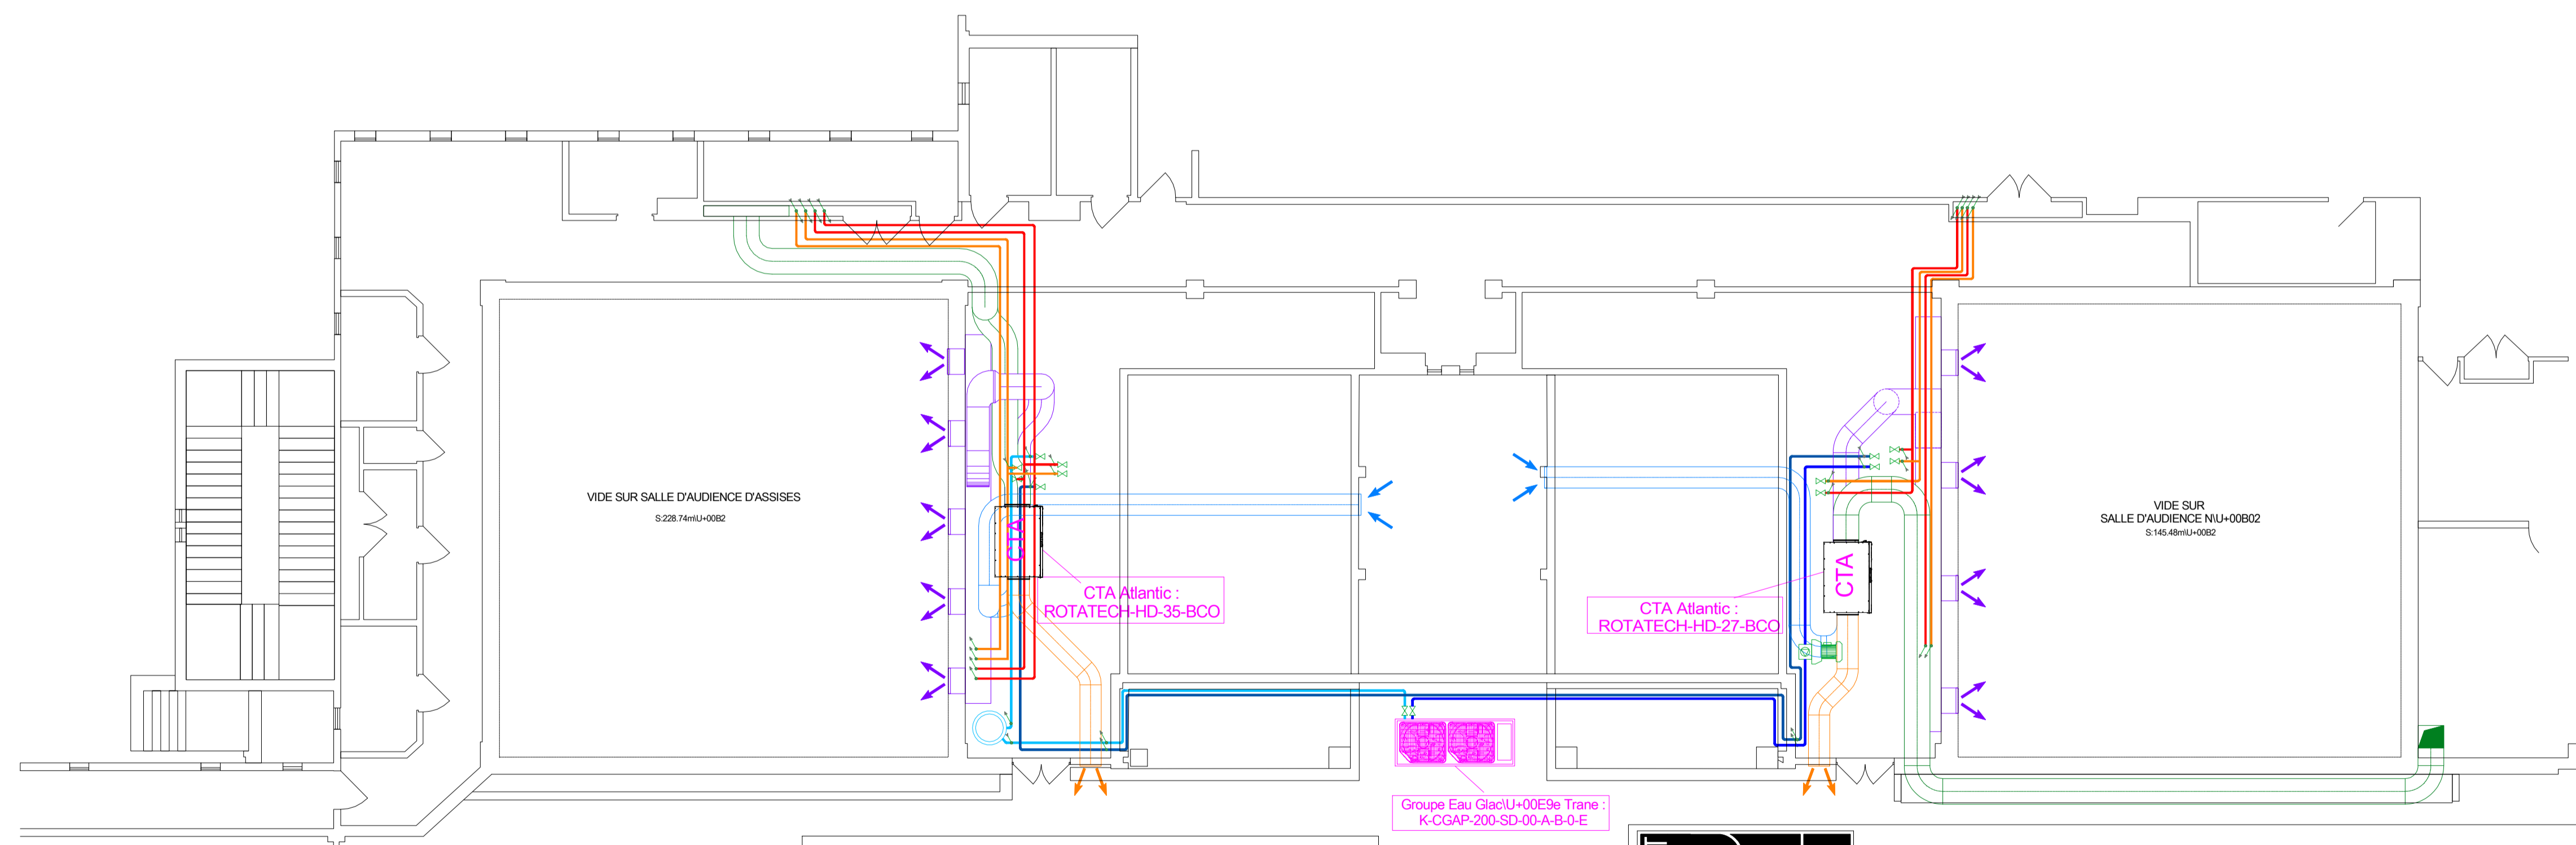 VIDE SUR SALLE D'AUDIENCE D'ASSISES
S:228.74m\U+00B2
CTA
CTA Atlantic :
ROTATECH-HD-35-BCO
CTA Atlantic :
ROTATECH-HD-27-BCO
CTA
VIDE SUR
SALLE D'AUDIENCE N\U+00B02
S:145.48m\U+00B2
Groupe Eau Glac\U+00E9e Trane :
K-CGAP-200-SD-00-A-B-0-E